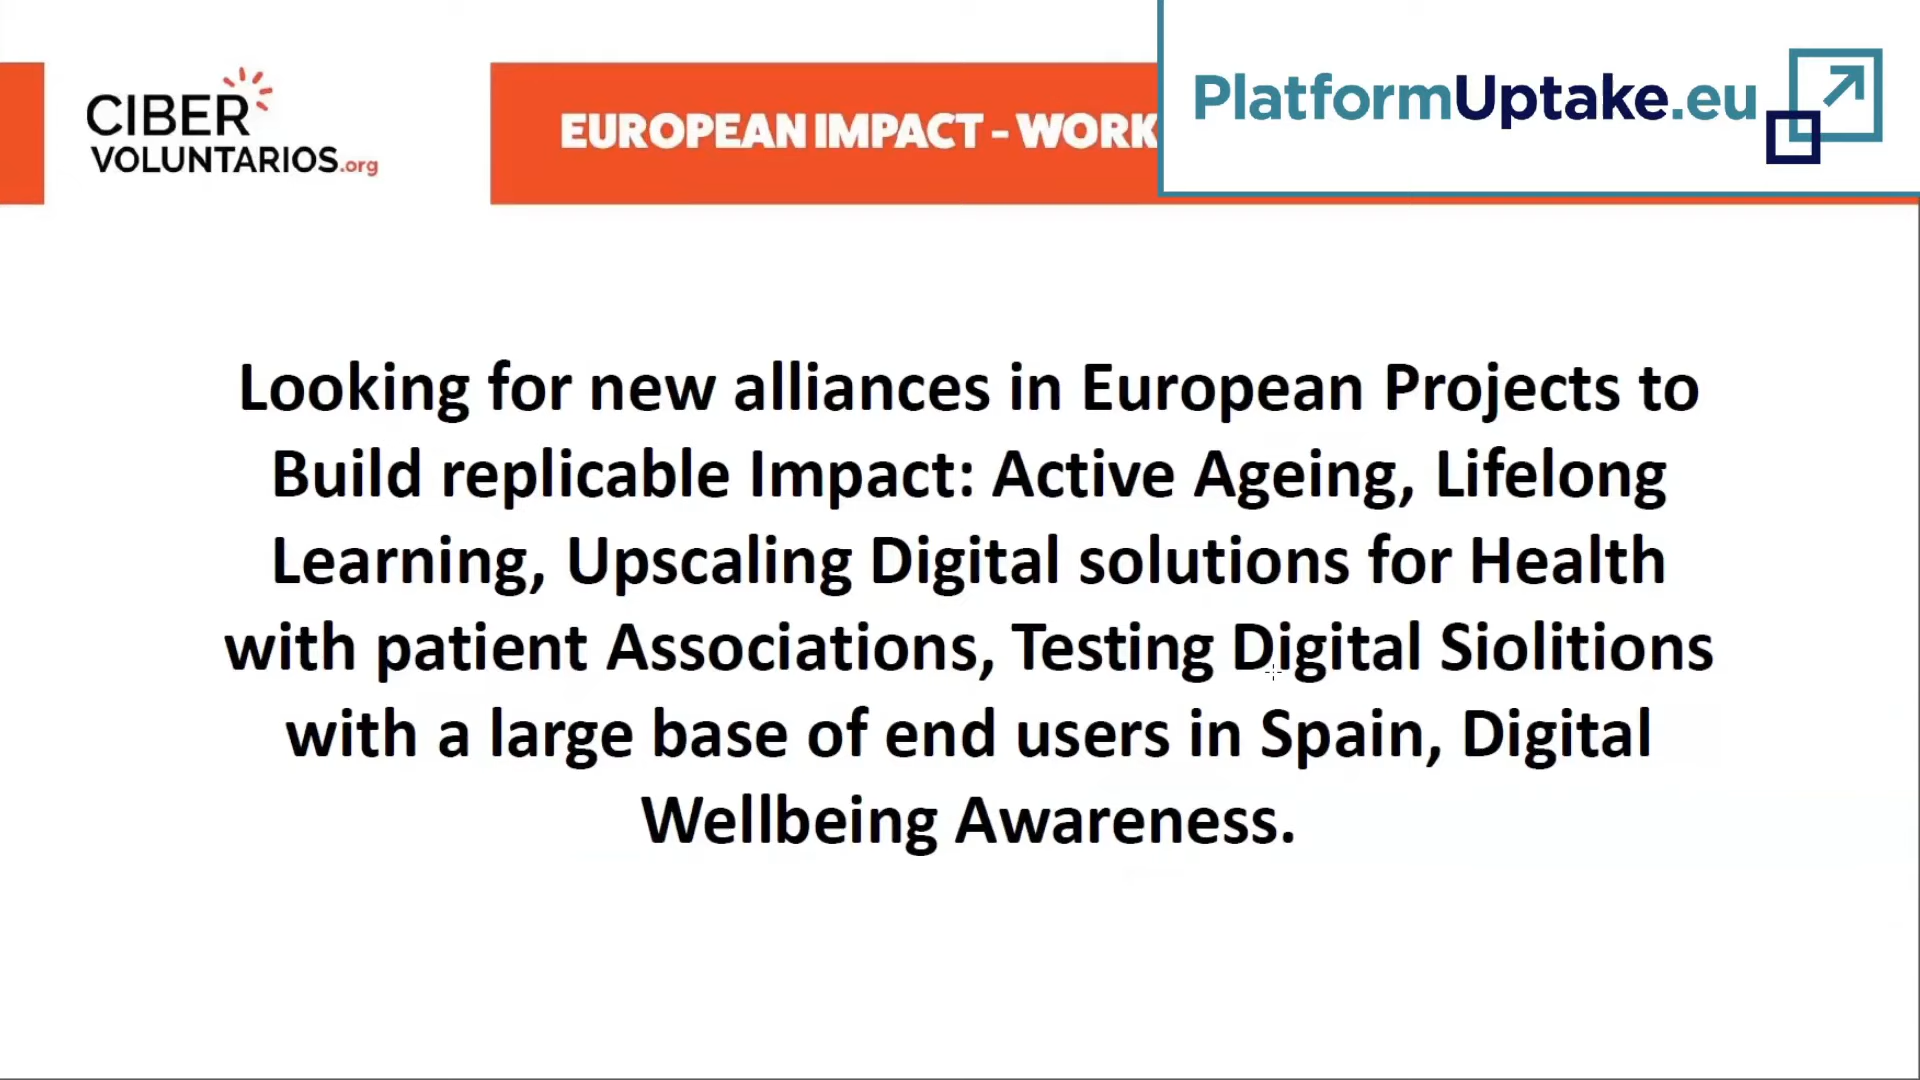 CIBER
VOLUNTARIOS.org
EUROPEAN IMPACT - WORK
PlatformUptake.eu
Looking for new alliances in European Projects to
Build replicable Impact: Active Ageing, Lifelong
Learning, Upscaling Digital solutions for Health
with patient Associations, Testing Digital Siolitions
with a large base of end users in Spain, Digital
Wellbeing Awareness.